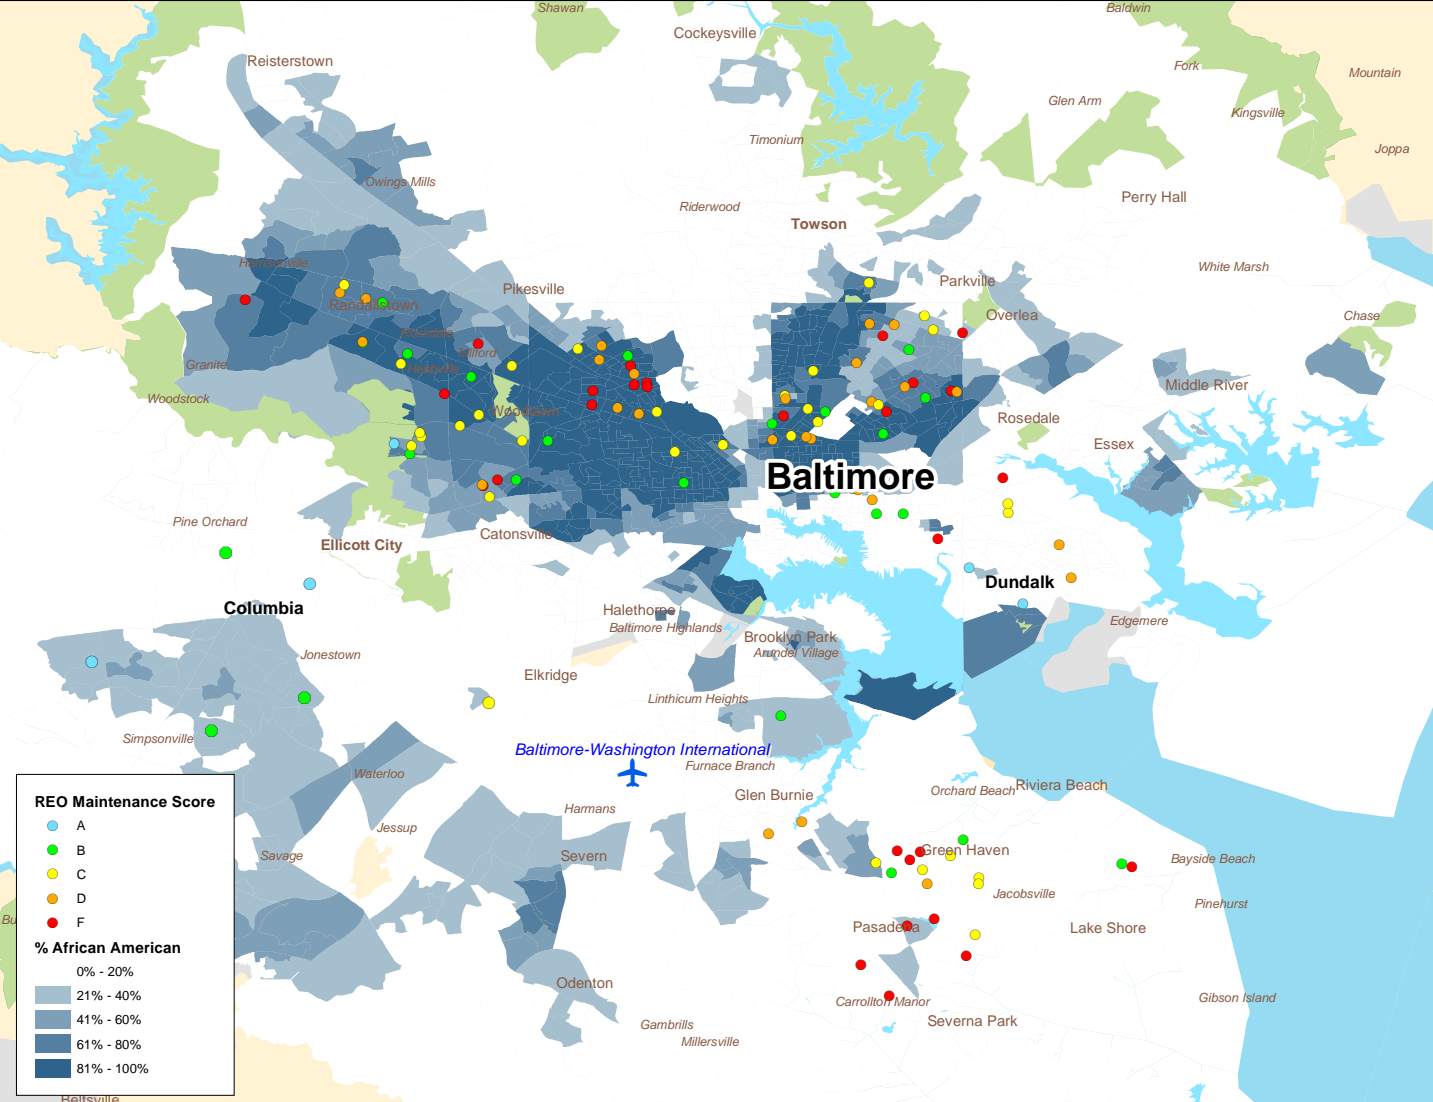 Shawan
Baldwin
Cockeysville
Reisterstown
Fork
Mountain
Glen Arm
Kingsville
Timonium
Joppa
Owings Mills
Perry Hall
Riderwood
Towson
Harrisonville
White Marsh
Pikesville
Parkville
Randallstown
Overlea
Chase
Rockdale
Milford
Granite
Hebbville
Woodstock
Middle River
Woodlawn
Rosedale
Essex
Baltimore
Pine Orchard
Catonsville
Ellicott City
Dundalk
Columbia
Halethorpe
Baltimore Highlands
Edgemere
Brooklyn Park
Arundel Village
Jonestown
Elkridge
Linthicum Heights
Simpsonville
Baltimore-Washington International
Furnace Branch
Waterloo
Orchard Beach
Riviera Beach
Glen Burnie
Harmans
Jessup
Savage
Severn
Green Haven
Bayside Beach
Jacobsville
Pinehurst
Bu
Pasadena
Lake Shore
Odenton
Carrollton Manor
Gibson Island
Severna Park
Gambrills
Millersville
REO Maintenance Score
A
B
C
D
F
% African American
0% - 20%
21% - 40%
41% - 60%
61% - 80%
81% - 100%
Beltsville